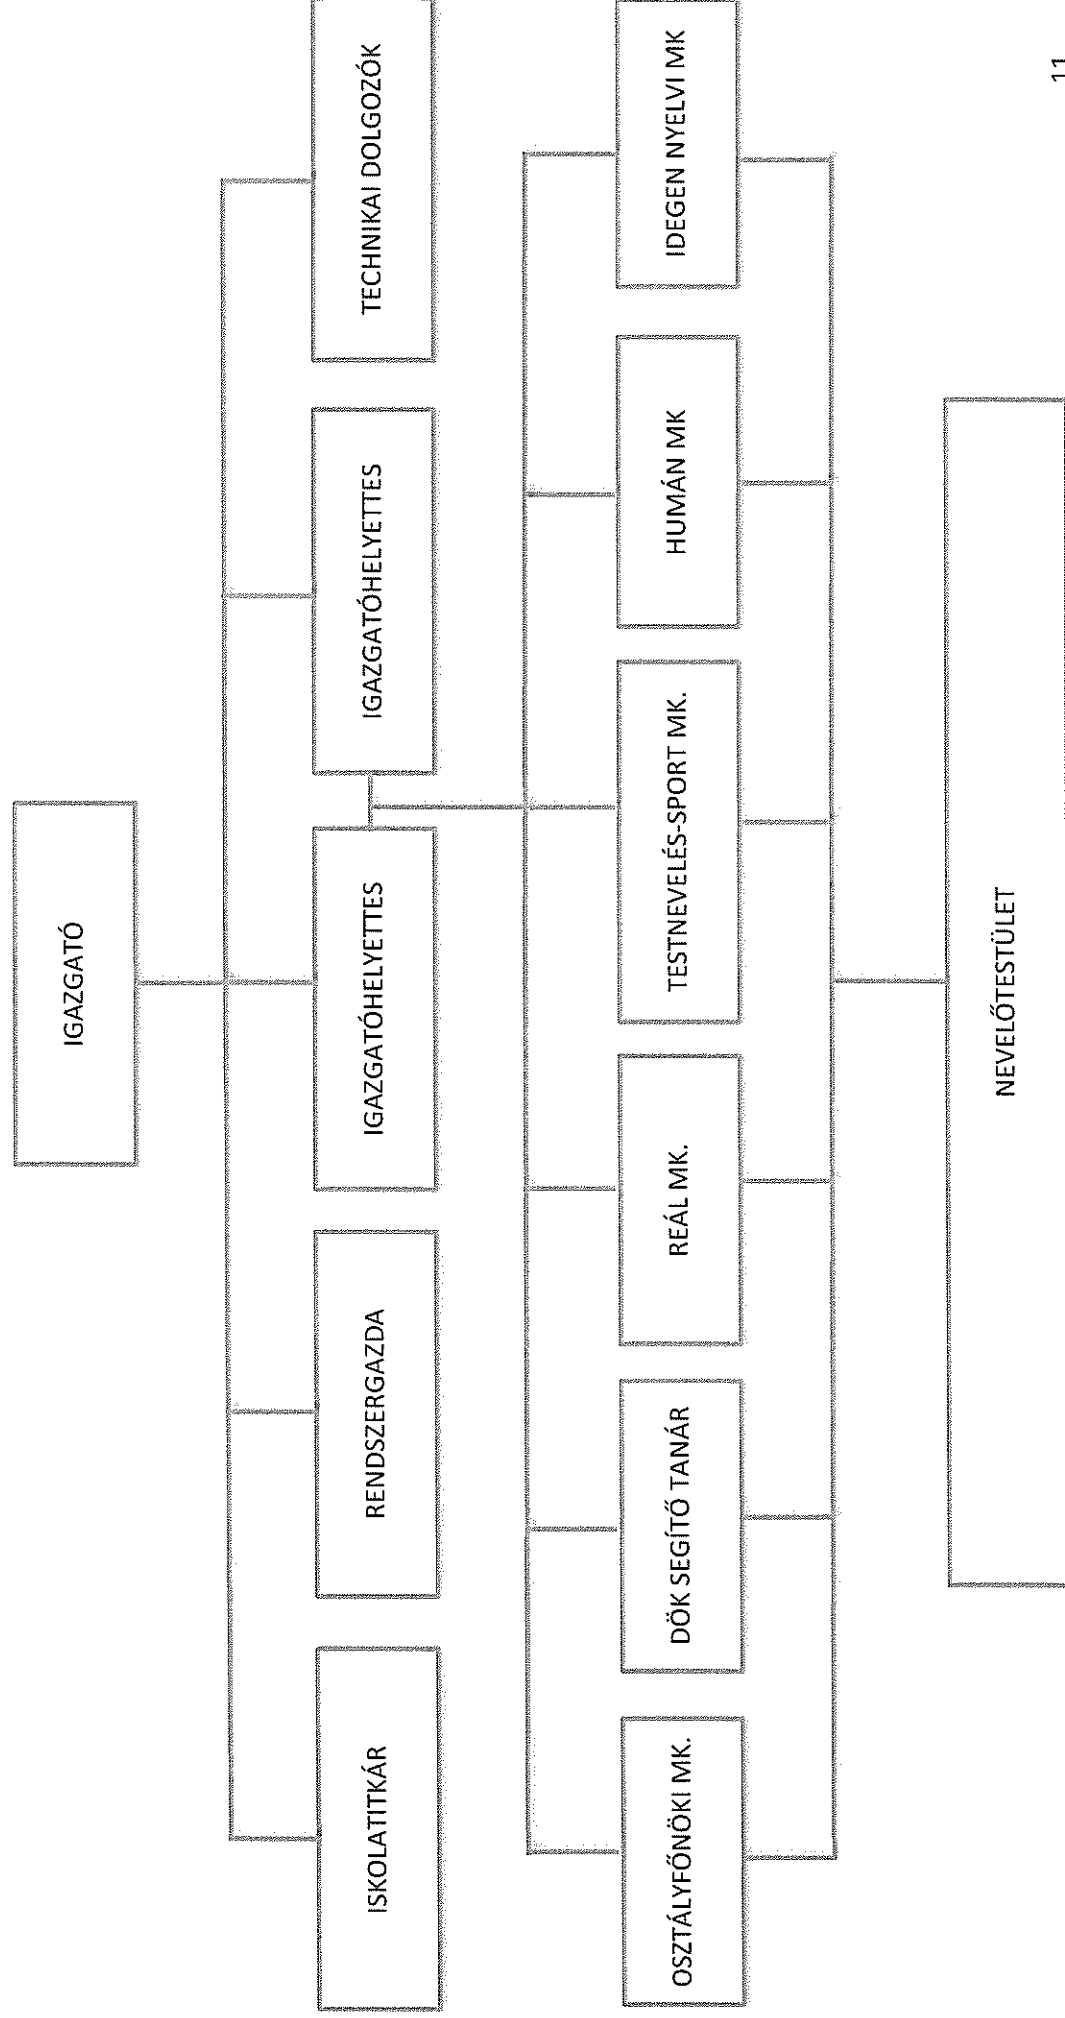 IGAZGATÓ
ISKOLATITKÁR
RENDSZERGAZDA
IGAZGATÓHELYETTES
IGAZGATÓHELYETTES
TECHNIKAI DOLGOZÓK
OSZTÁLYFŐNÖKI MK.
DÖK SEGÍTŐ TANÁR
REÁL MK.
TESTNEVELÉS-SPORT MK.
HUMÁN MK
IDEGEN NYELVI MK
NEVELŐTESTÜLET
11